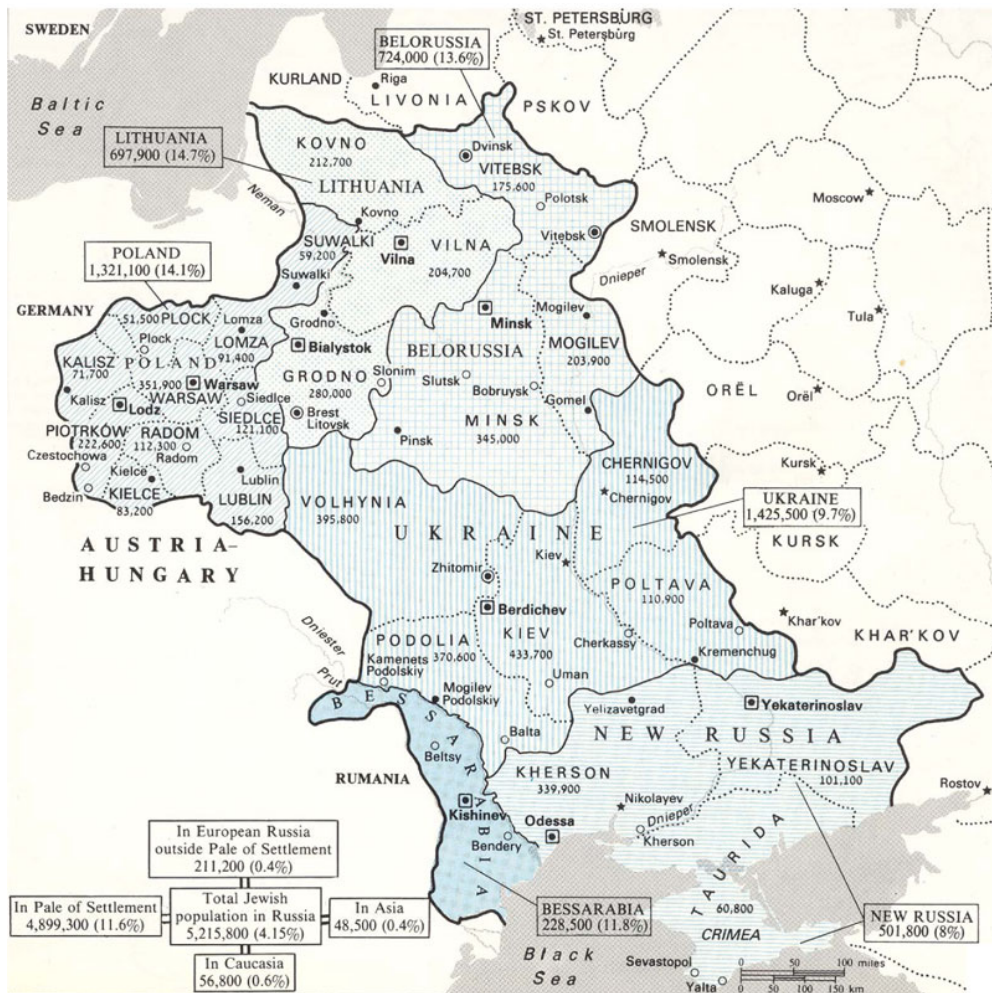 SWEDEN
ST. PETERSBURG
St. Petersburg
BELORUSSIA
724,000 (13.6%)
KURLAND
Riga
LIVONIA
PSKOV
Baltic
Sea
LITHUANIA
697,900 (14.7%)
KOVNO
212,700
Dvinsk
VITEBSK
175,600
LITHUANIA
Polotsk
Moscow
Neman
Kovno
SMOLENSK
SUWALKI
59,200
VILNA
204,700
Vilna
Vitebsk
Smolensk
Dnieper
POLAND
1,321,100 (14.1%)
Suwalki
Kaluga
GERMANY
51,500 PLOCK
Lomza
Grodno
Minsk
Mogilev
Tula
Plock
LOMZA
91,400
Bialystok
BELORUSSIA
MOGILEV
203,900
KALISZ
71,700
POLAND
GRODNO
280,000
Slonim
Slutsk
Bobruysk
ORËL
Orël
351,900
Warsaw
WARSAW
Kalisz
Lodz
Siedlce
SIEDLCE
121,100
Brest
Litovsk
Gomel
MINSK
345,000
PIOTRKÓW
222,600
RADOM
112,300
Radom
Pinsk
Czestochowa
Kielce
Kursk
Bedzin
KIELCE
83,200
Lublin
LUBLIN
156,200
VOLHYNIA
395,800
CHERNIGOV
114,500
Chernigov
UKRAINE
1,425,500 (9.7%)
KURSK
AUSTRIA-
HUNGARY
UKRAINE
Kiev
Zhitomir
POLTAVA
110,900
Berdichev
Khar'kov
Poltava
KHAR'KOV
Dniester
PODOLIA
370,600
KIEV
433,700
Cherkassy
Kremenchug
Prut
Kamenets
Podolskiy
Uman
BESSARABIA
Mogilev
Podolskiy
Yelizavetgrad
Yekaterinoslav
Balta
NEW RUSSIA
Beltsy
RUMANIA
KHERSON
339,900
YEKATERINOSLAV
101,100
Rostov
Kishinev
Nikolayev
Dnieper
Odessa
Kherson
Bendery
TAURIDA
In European Russia
outside Pale of Settlement
211,200 (0.4%)
In Pale of Settlement
4,899,300 (11.6%)
Total Jewish
population in Russia
5,215,800 (4.15%)
In Asia
48,500 (0.4%)
In Caucasia
56,800 (0.6%)
BESSARABIA
228,500 (11.8%)
60,800
CRIMEA
NEW RUSSIA
501,800 (8%)
Black
Sea
Sevastopol
Yalta
0 50 100 miles
0 50 100 150 km